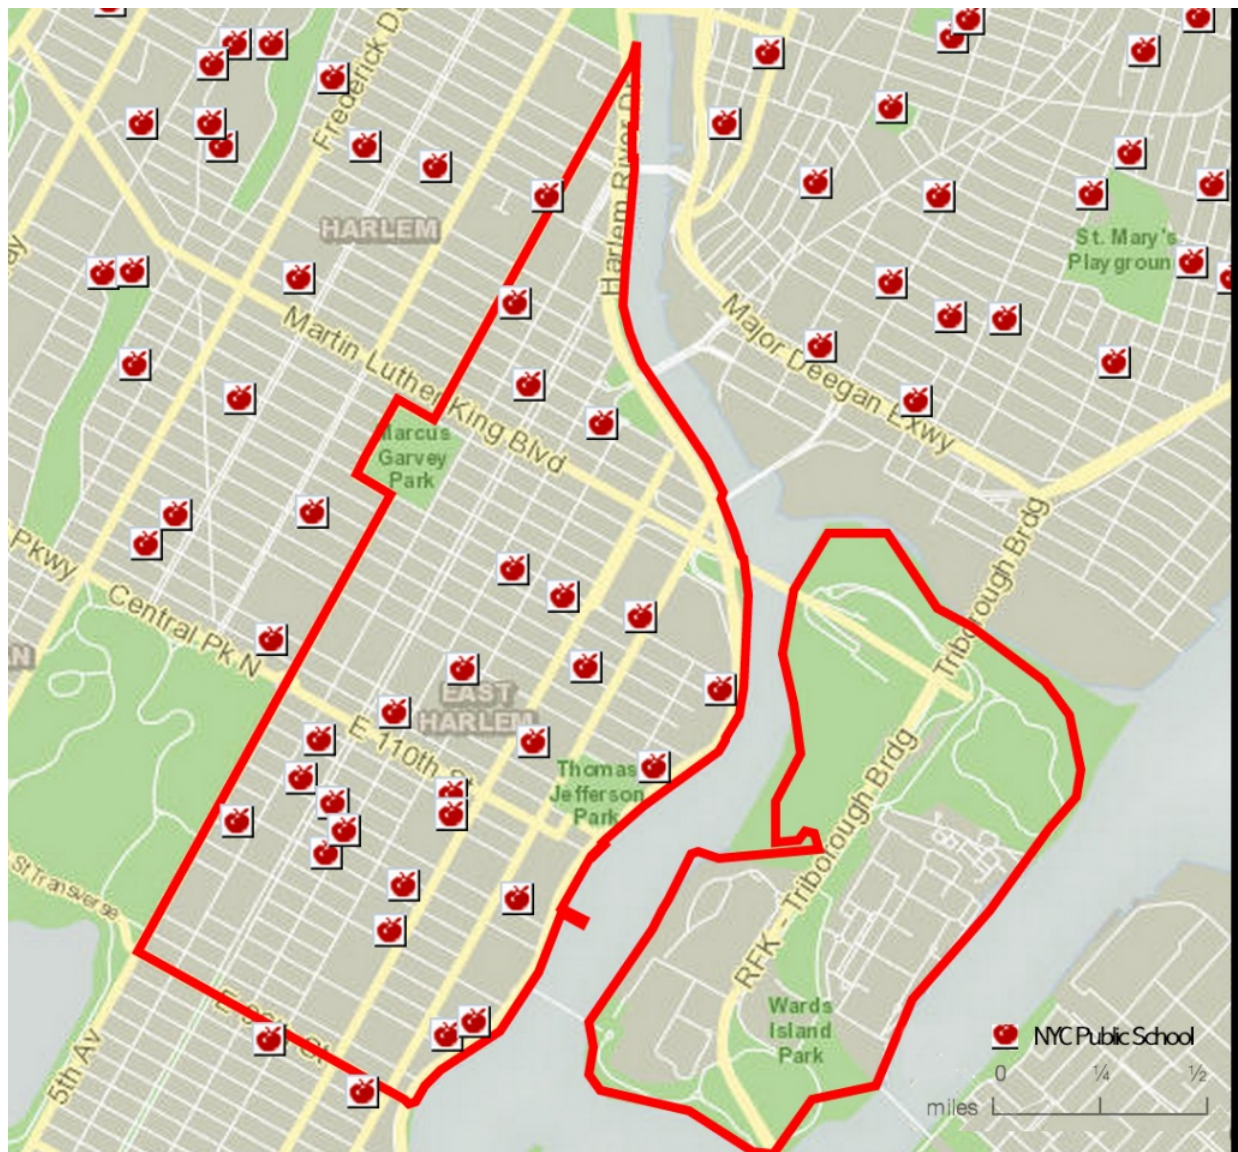 Frederick Do
Harlem River Dr
HARLEM
St. Mary's
Playgroun
Major Deegan Exwy
Martin Luther King Blvd
Marcus
Garvey
Park
Pkwy
Central Pk N
Triborough Brdg
EAST
HARLEM
E 110th St
Thomas
Jefferson
Park
RFK - Triborough Brdg
St Transverse
5th Av
Wards
Island
Park
NYC Public School
0 ¼ ½
miles